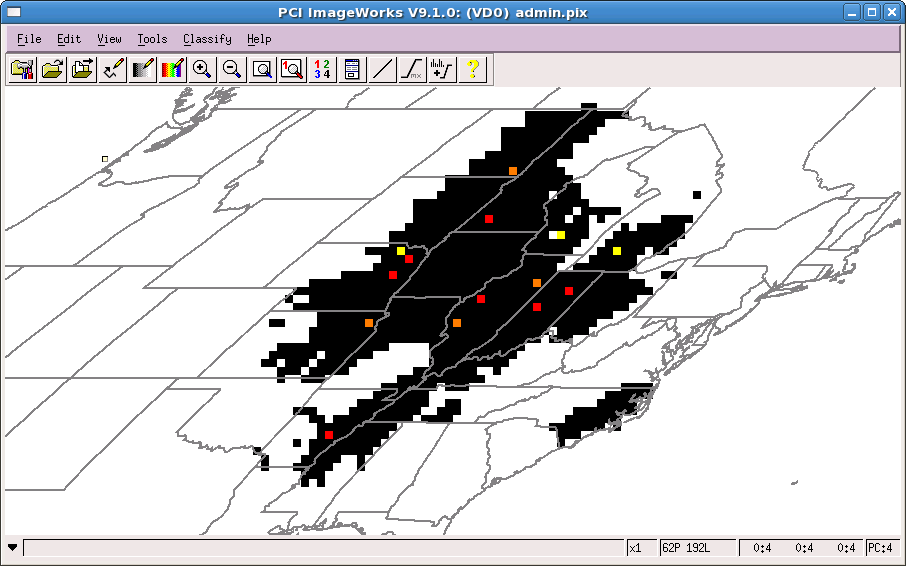 PCI ImageWorks V9.1.0: (VD0) admin.pix
File Edit View Tools Classify Help
1 2
3 4
?
x1 62P 192L 0:4 0:4 0:4 PC:4